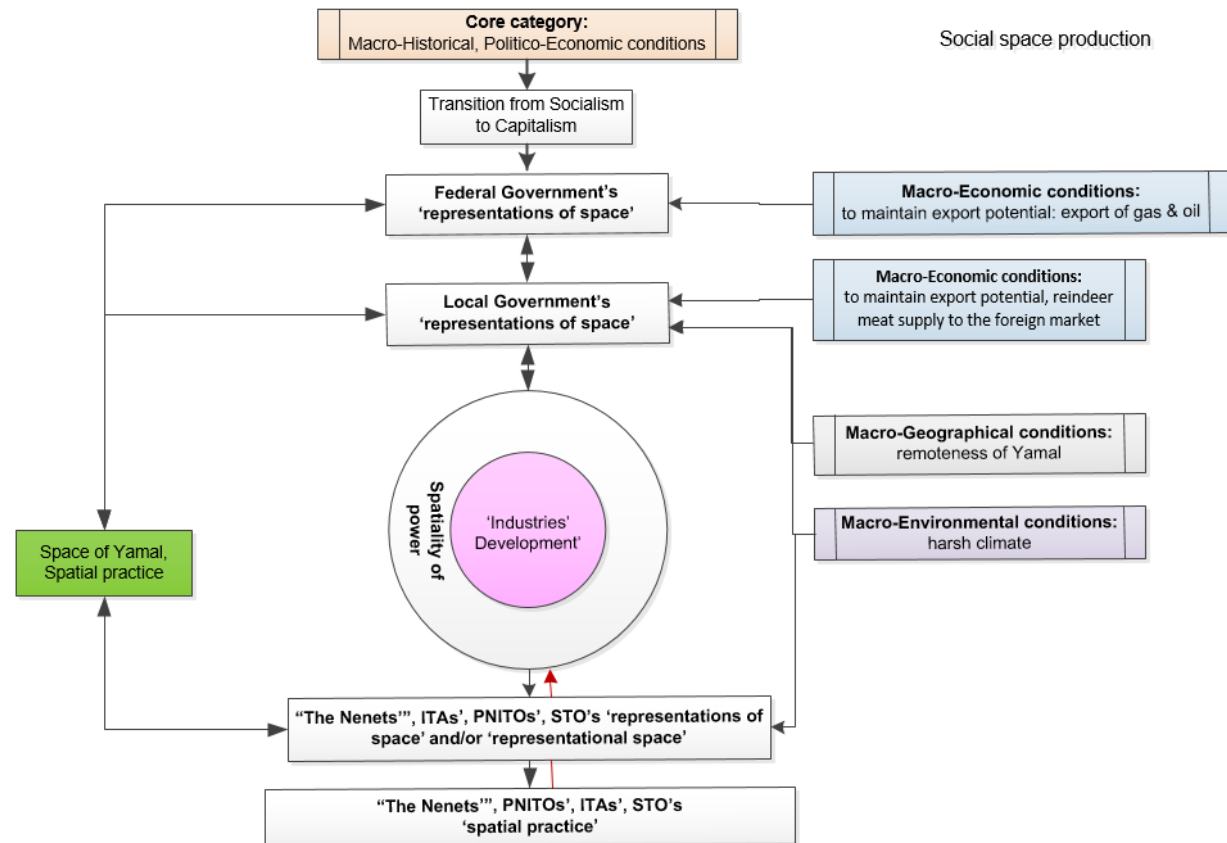 Core category:
Macro-Historical, Politico-Economic conditions
Social space production
Transition from Socialism
to Capitalism
Federal Government's
'representations of space'
Macro-Economic conditions:
to maintain export potential: export of gas & oil
Local Government's
'representations of space'
Macro-Economic conditions:
to maintain export potential, reindeer
meat supply to the foreign market
Macro-Geographical conditions:
remoteness of Yamal
Spatiality of
power
'Industries'
Development'
Macro-Environmental conditions:
harsh climate
Space of Yamal,
Spatial practice
“The Nenets'”, ITAs', PNITOs', STO's 'representations of
space' and/or 'representational space'
“The Nenets'”, PNITOs', ITAs', STO's
'spatial practice'